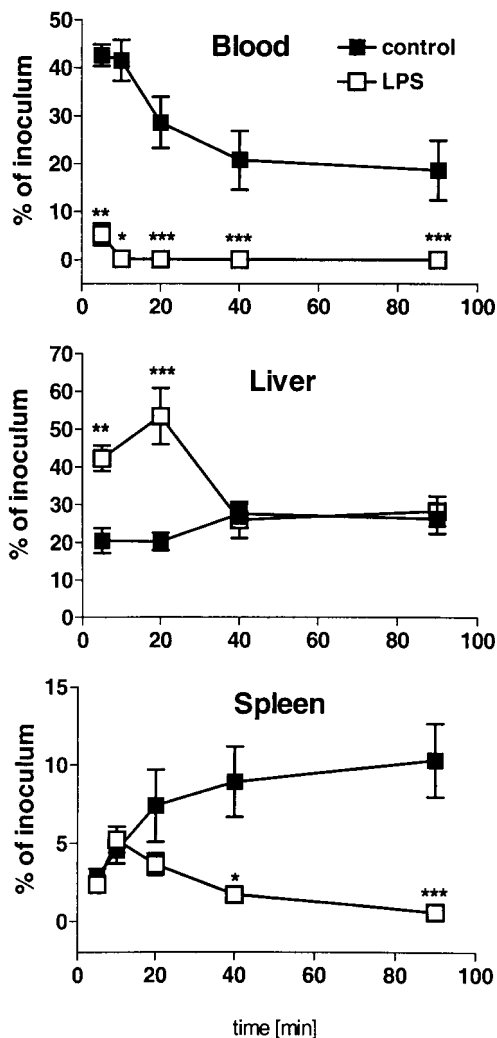 50
Blood
control
40
LPS
30
20
10
** * *** *** ***
0
0 20 40 60 80 100
% of inoculum
70
Liver
60
***
50
**
40
30
20
10
0
0 20 40 60 80 100
% of inoculum
15
Spleen
10
5
* ***
0
0 20 40 60 80 100
% of inoculum
time [min]